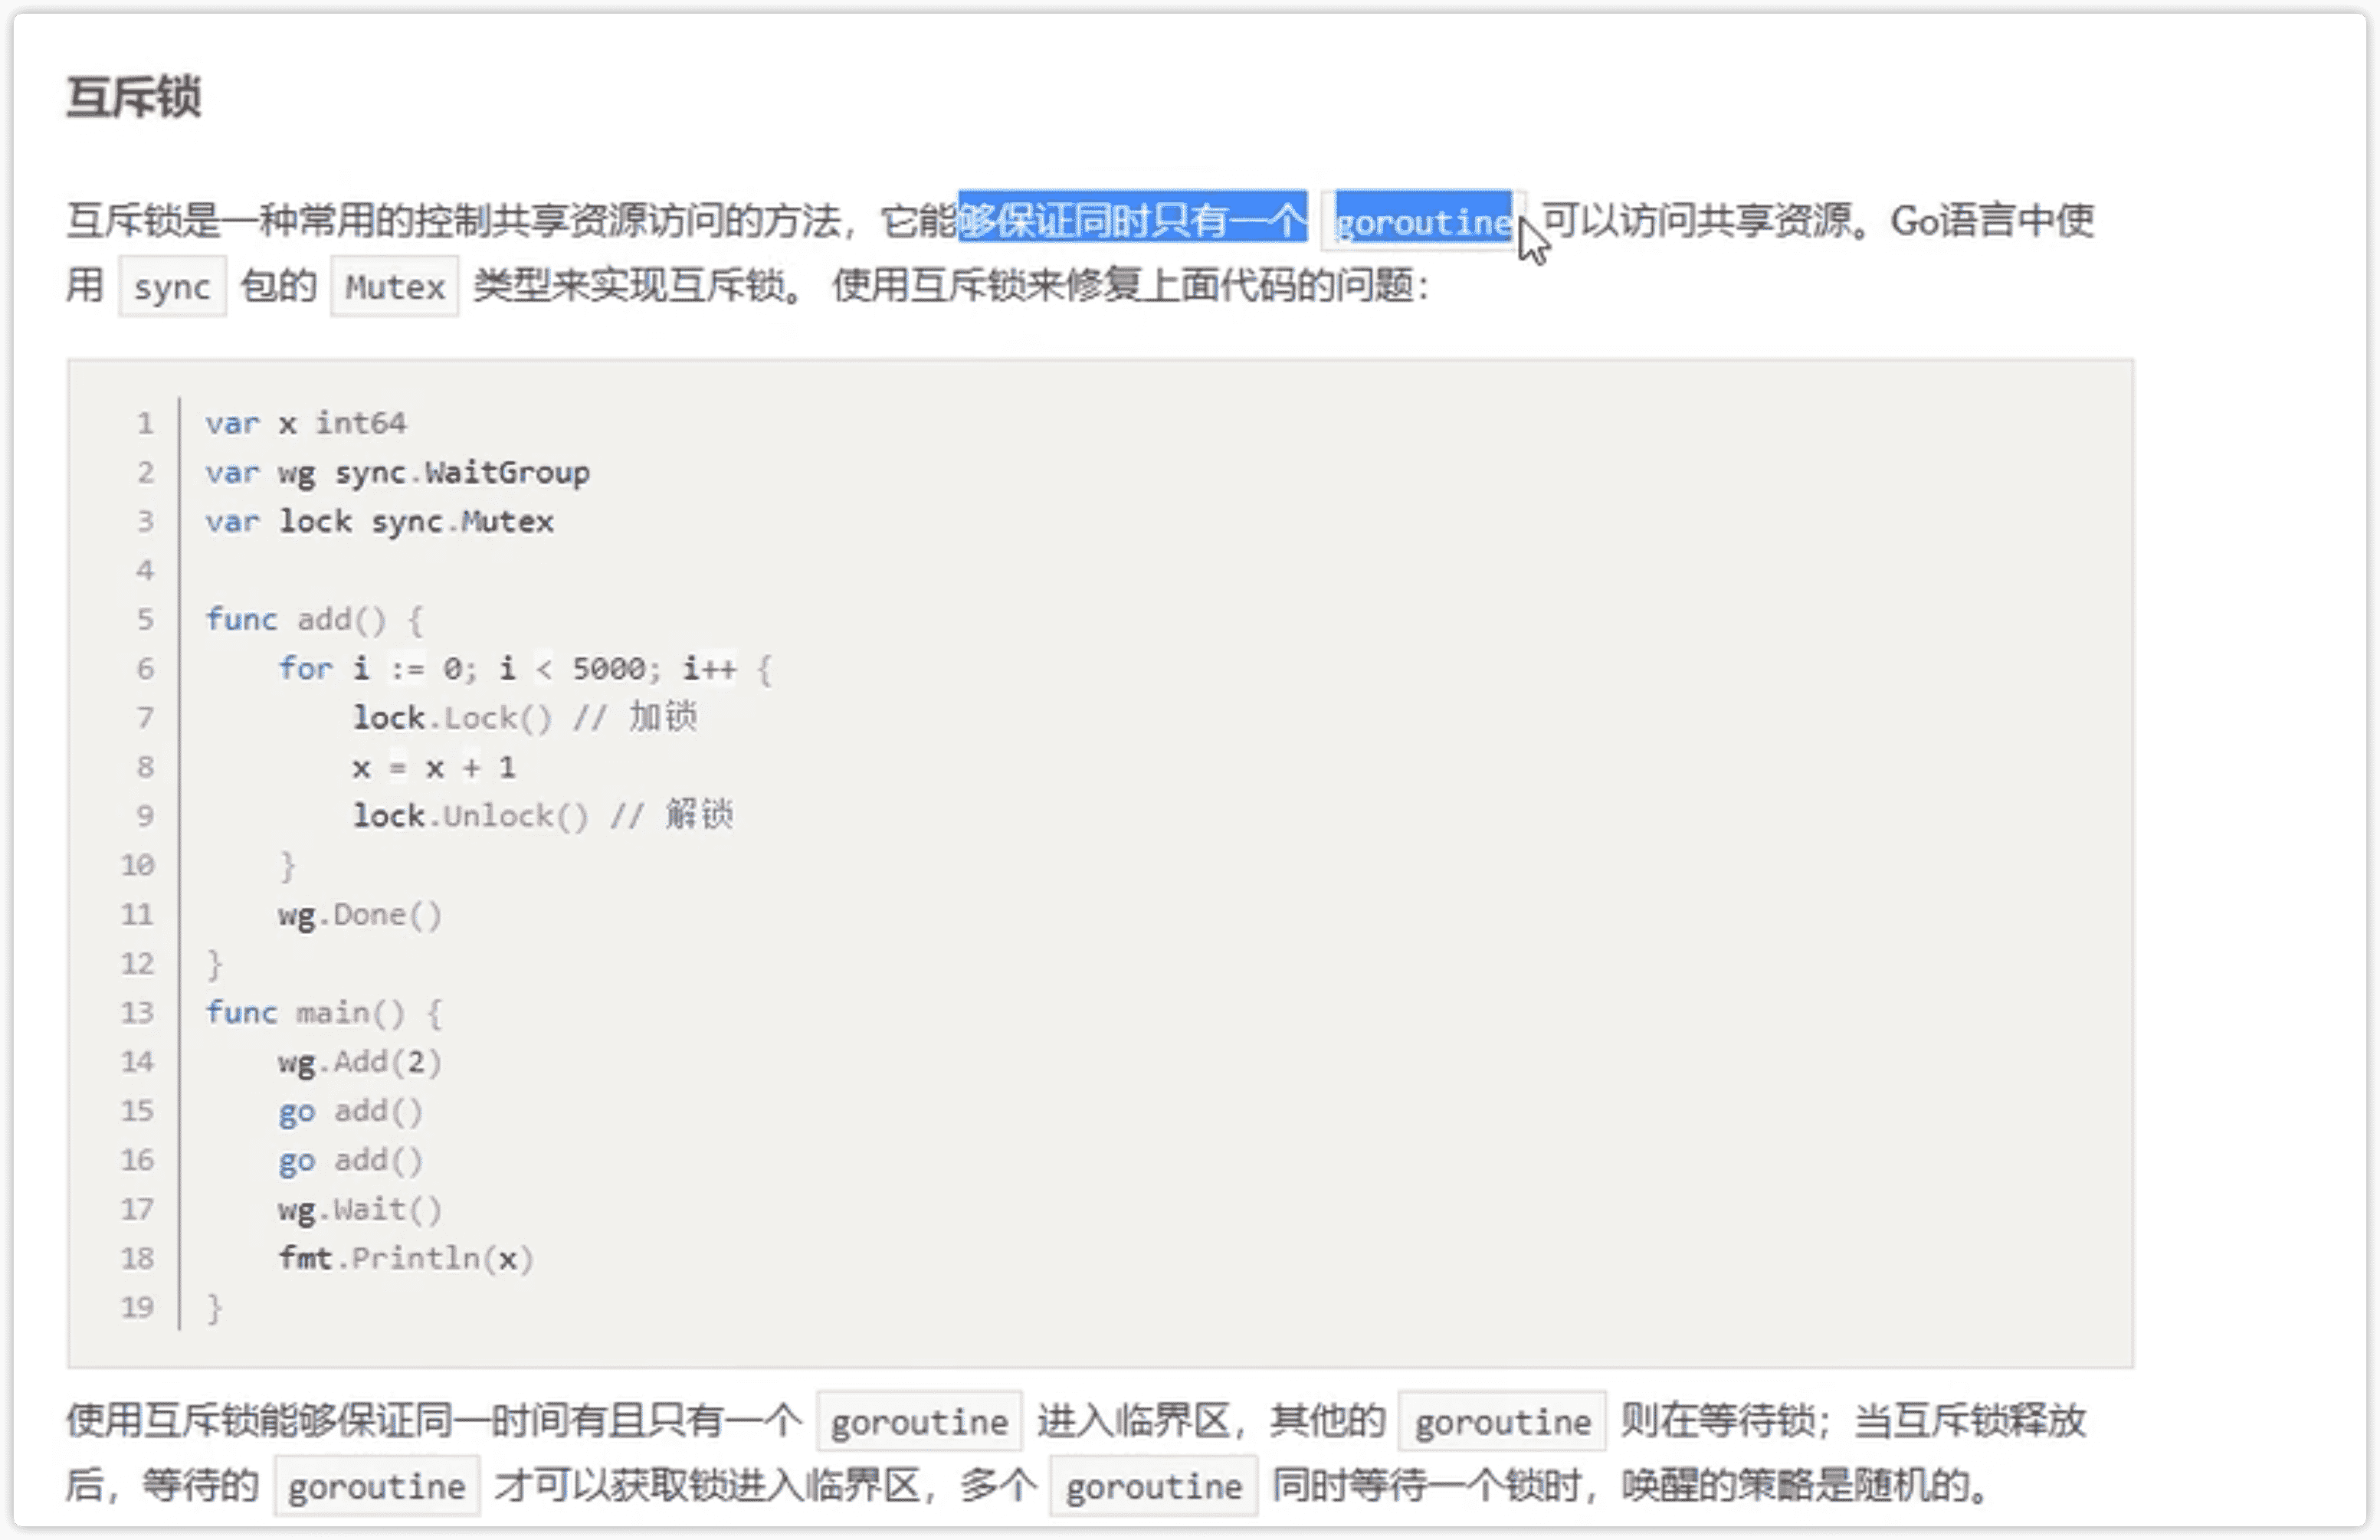 互斥锁
互斥锁是一种常用的控制共享资源访问的方法，它能够保证同时只有一个 goroutine 可以访问共享资源。Go语言中使
用 sync 包的 Mutex 类型来实现互斥锁。 使用互斥锁来修复上面代码的问题：
1 var x int64
2 var wg sync.WaitGroup
3 var lock sync.Mutex
4
5 func add() {
6     for i := 0; i < 5000; i++ {
7         lock.Lock() // 加锁
8         x = x + 1
9         lock.Unlock() // 解锁
10     }
11     wg.Done()
12 }
13 func main() {
14     wg.Add(2)
15     go add()
16     go add()
17     wg.Wait()
18     fmt.Println(x)
19 }
使用互斥锁能够保证同一时间有且只有一个 goroutine 进入临界区，其他的 goroutine 则在等待锁；当互斥锁释放
后，等待的 goroutine 才可以获取锁进入临界区，多个 goroutine 同时等待一个锁时，唤醒的策略是随机的。